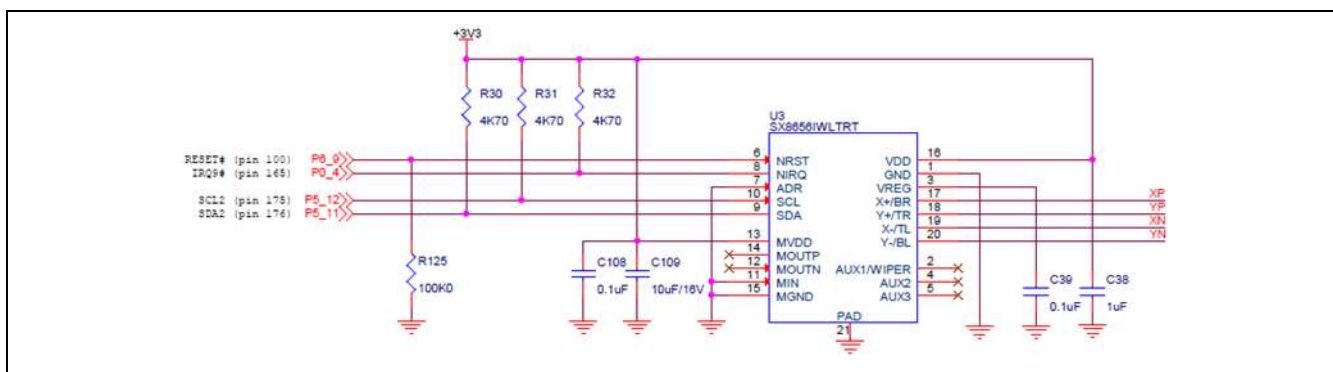 +3V3
R30
4K70
R31
4K70
R32
4K70
U3
SX8656IWLTRT
RESET# (pin 100) P6_9
IRQ9# (pin 165) P0_4
SCL2 (pin 175) P5_12
SDA2 (pin 176) P5_11
6 NRST
8 NIRQ
7 ADR
10 SCL
9 SDA
13 MVDD
14 MOUTP
12 MOUTN
11 MIN
15 MGND
VDD 16
GND 1
VREG 3
X+/BR 17 XP
Y+/TR 18 YP
X-/TL 19 XN
Y-/BL 20 YN
AUX1/WIPER 2
AUX2 4
AUX3 5
PAD
21
R125
100K0
C108
0.1uF
C109
10uF/16V
C39
0.1uF
C38
1uF